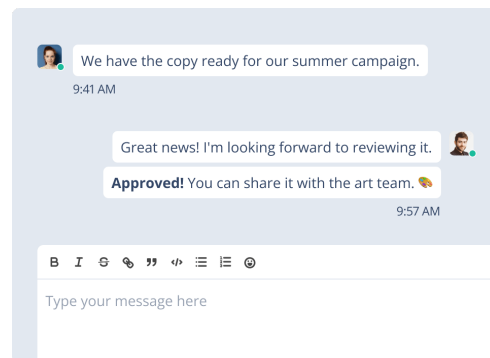 We have the copy ready for our summer campaign.
9:41 AM
Great news! I'm looking forward to reviewing it.
Approved! You can share it with the art team. 🎨
9:57 AM
Type your message here